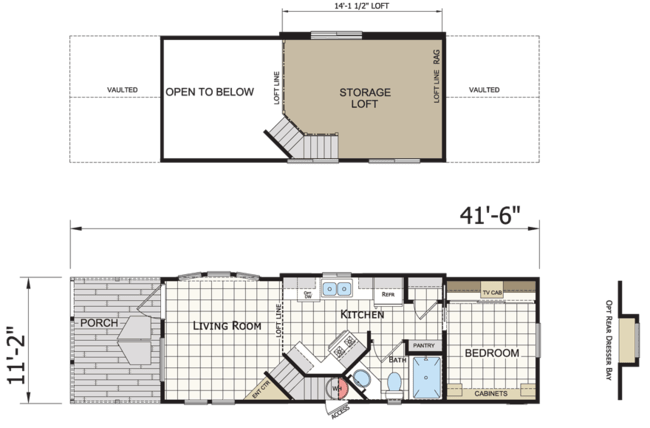 14'-1 1/2" LOFT
VAULTED
OPEN TO BELOW
LOFT LINE
STORAGE
LOFT
LOFT LINE
RAG
VAULTED
41'-6"
11'-2"
PORCH
LIVING ROOM
LOFT LINE
ENT CTR
OPT
DW
KITCHEN
REFR
PANTRY
BATH
WH
ACCESS
TV CAB
BEDROOM
CABINETS
OPT REAR DRESSER BAY